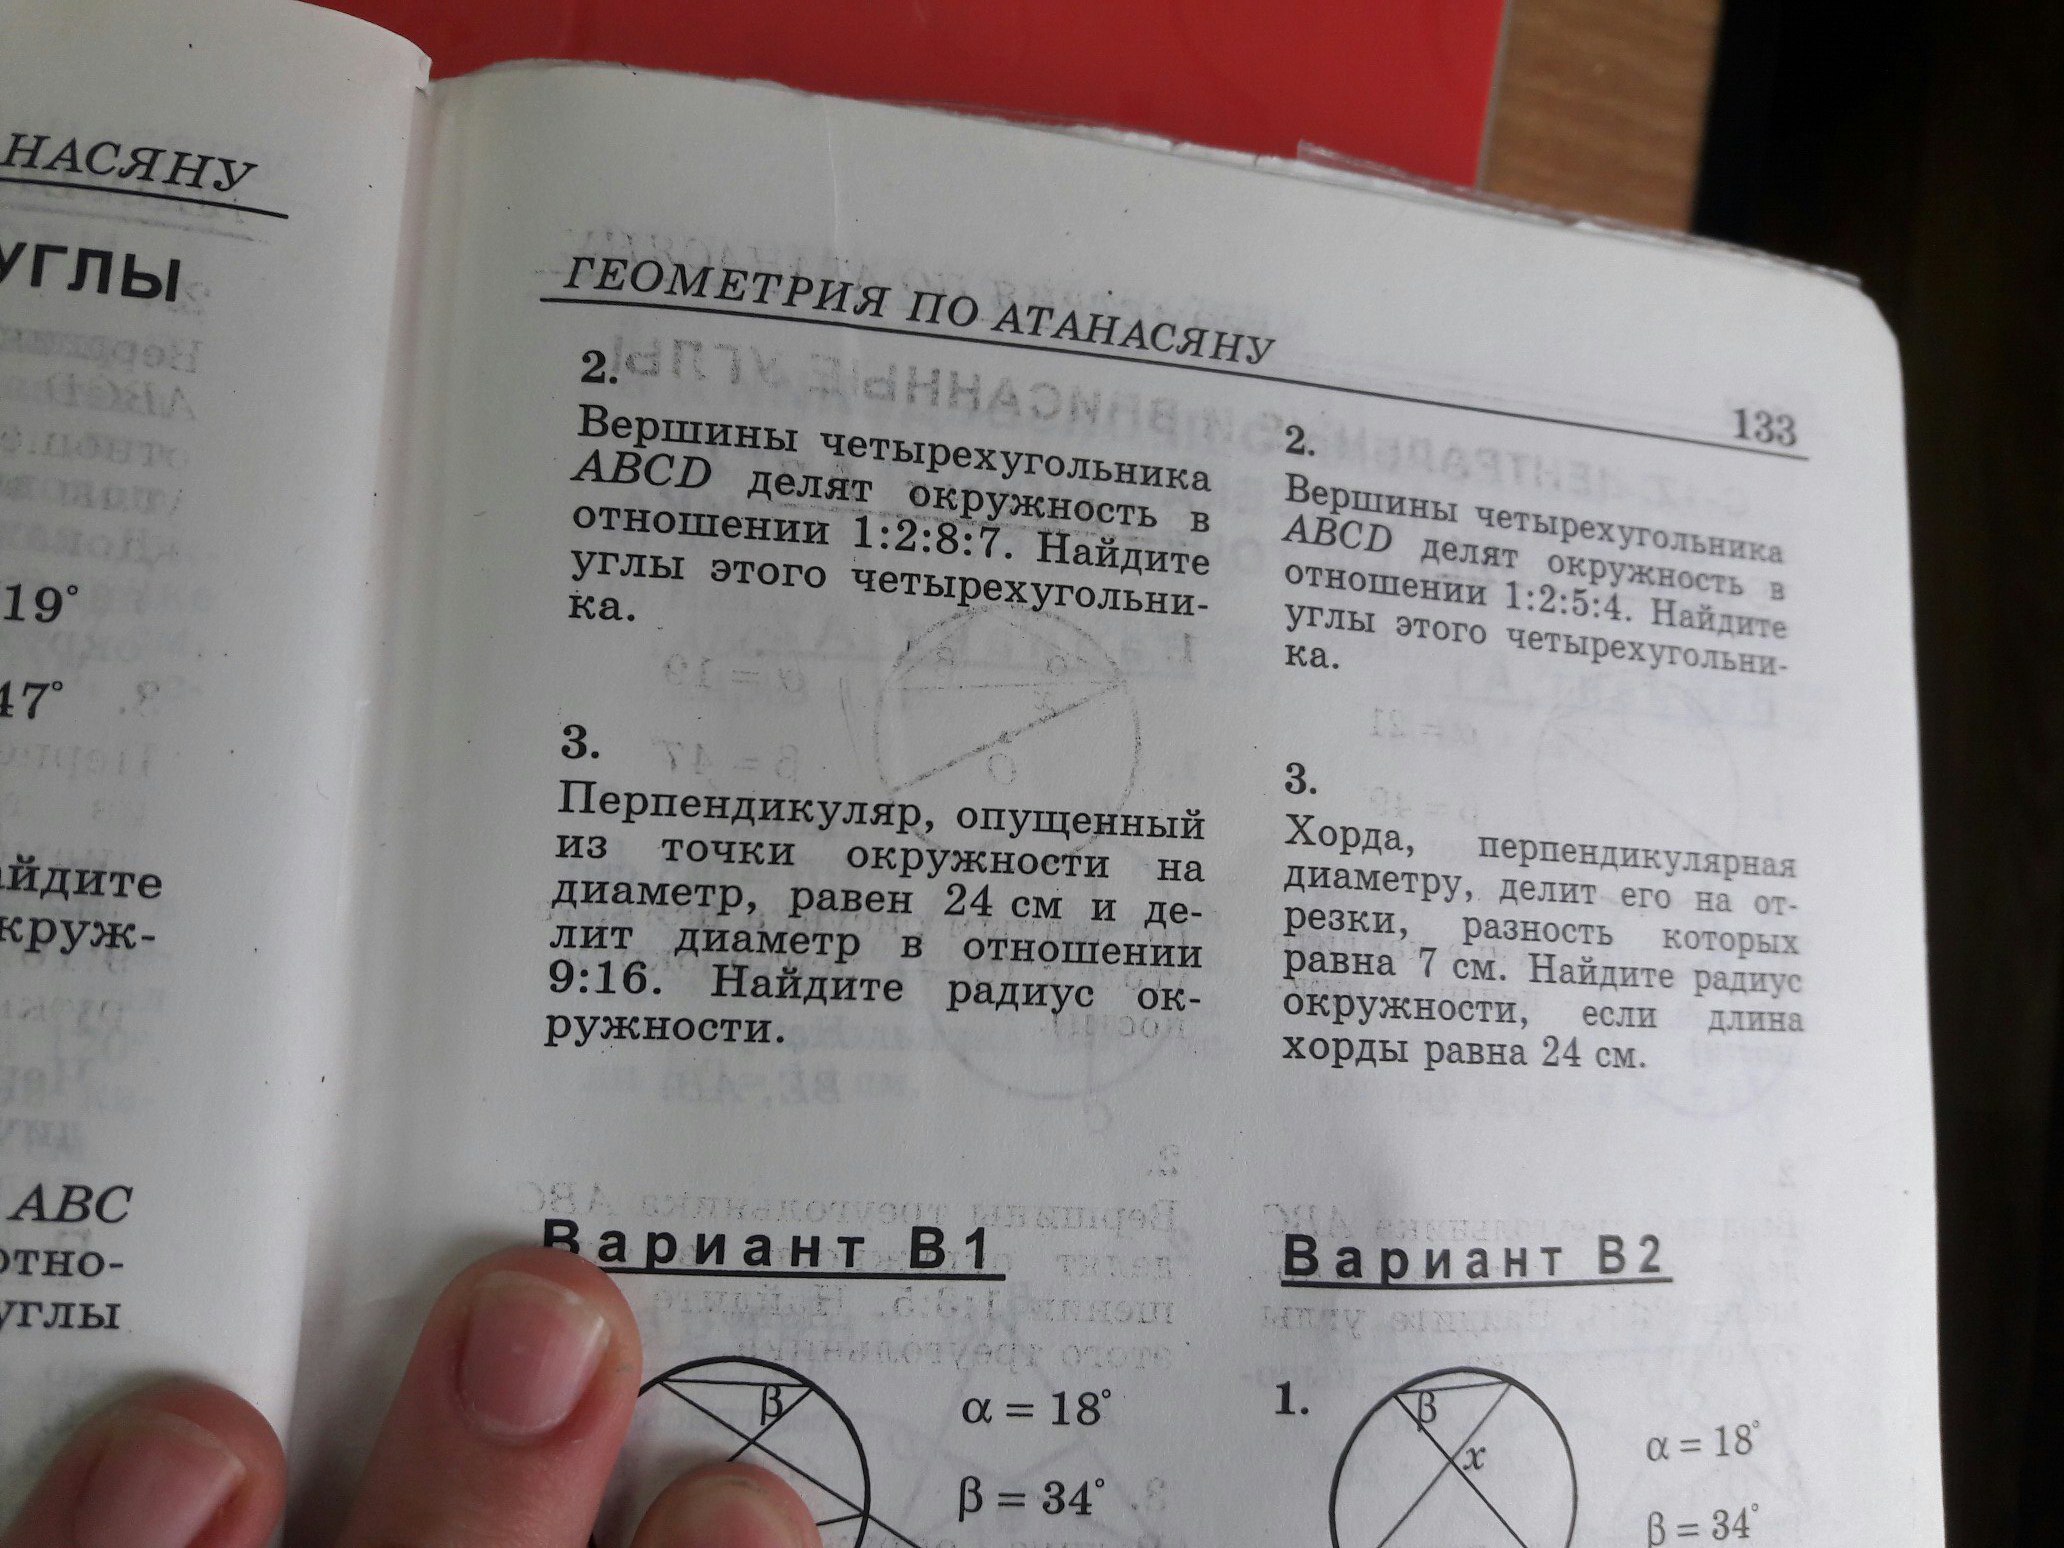 НАСЯНУ
УГЛЫ
19°
47°
айдите
круж-
ABC
отно-
углы
ГЕОМЕТРИЯ ПО АТАНАСЯНУ
133
2.
Вершины четырехугольника
ABCD делят окружность в
отношении 1:2:8:7. Найдите
углы этого четырехугольни-
ка.
3.
Перпендикуляр, опущенный
из точки окружности на
диаметр, равен 24 см и де-
лит диаметр в отношении
9:16. Найдите радиус ок-
ружности.
Вариант В1
β
α = 18°
β = 34°
2.
Вершины четырехугольника
ABCD делят окружность в
отношении 1:2:5:4. Найдите
углы этого четырехугольни-
ка.
3.
Хорда, перпендикулярная
диаметру, делит его на от-
резки, разность которых
равна 7 см. Найдите радиус
окружности, если длина
хорды равна 24 см.
Вариант В2
1.
β
x
α = 18°
β = 34°